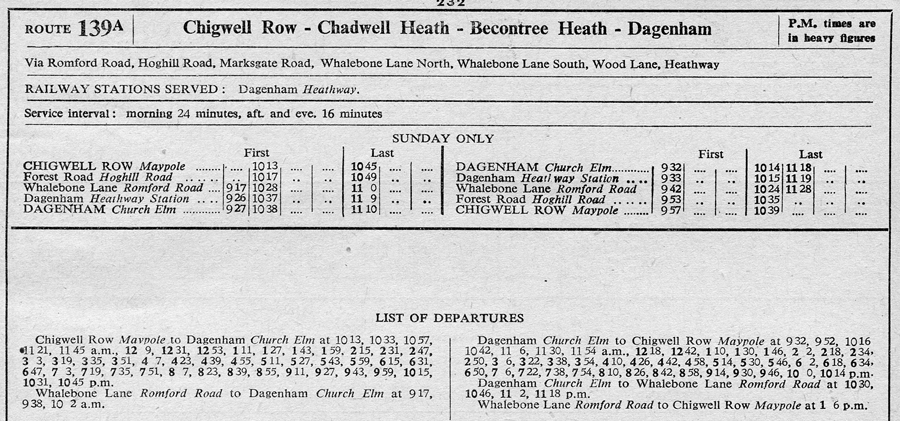 232
ROUTE 139A
Chigwell Row - Chadwell Heath - Becontree Heath - Dagenham
P.M. times are
in heavy figures
Via Romford Road, Hoghill Road, Marksgate Road, Whalebone Lane North, Whalebone Lane South, Wood Lane, Heathway
RAILWAY STATIONS SERVED : Dagenham Heathway.
Service interval : morning 24 minutes, aft. and eve. 16 minutes
SUNDAY ONLY
First Last
CHIGWELL ROW Maypole ........ .... 1013 .... .... 1045 .... ....
Forest Road Hoghill Road ..... ... 1017 .. .. 1049 .. ..
Whalebone Lane Romford Road .... 917 1028 .... .... 11 0 .... ....
Dagenham Heathway Station .... 926 1037 .. .. 11 9 .. ..
DAGENHAM Church Elm ........ 927 1038 .... .... 1110 .... ....
First Last
DAGENHAM Church Elm............ 932 .... .... .... 1014 1118 .... ....
Dagenham Heathway Station .... 933 .. .. .. 1015 1119 .. ..
Whalebone Lane Romford Road 942 .... .... .... 1024 1128 .... ....
Forest Road Hoghill Road ..... 953 .. .. .. 1035 .. .. ..
CHIGWELL ROW Maypole ......... 957 .... .... .... 1039 .... .... ....
LIST OF DEPARTURES
Chigwell Row Maypole to Dagenham Church Elm at 1013, 1033, 1057,
1121, 1145 a.m., 12 9, 1231, 1253, 111, 127, 143, 159, 215, 231, 247,
3 3, 319, 335, 351, 4 7, 423, 439, 455, 511, 527, 543, 559, 615, 631,
647, 7 3, 719, 735, 751, 8 7, 823, 839, 855, 911, 927, 943, 959, 1015,
1031, 1045 p.m.
Whalebone Lane Romford Road to Dagenham Church Elm at 917,
938, 10 2 a.m.
Dagenham Church Elm to Chigwell Row Maypole at 932, 952, 1016
1042, 11 6, 1130, 1154 a.m., 1218, 1242, 110, 130, 146, 2 2, 218, 234,
250, 3 6, 322, 338, 354, 410, 426, 442, 458, 514, 530, 546, 6 2, 618, 634,
650, 7 6, 722, 738, 754, 810, 826, 842, 858, 914, 930, 946, 10 0, 1014 p.m.
Dagenham Church Elm to Whalebone Lane Romford Road at 1030,
1046, 11 2, 1118 p.m.
Whalebone Lane Romford Road to Chigwell Row Maypole at 1 6 p.m.